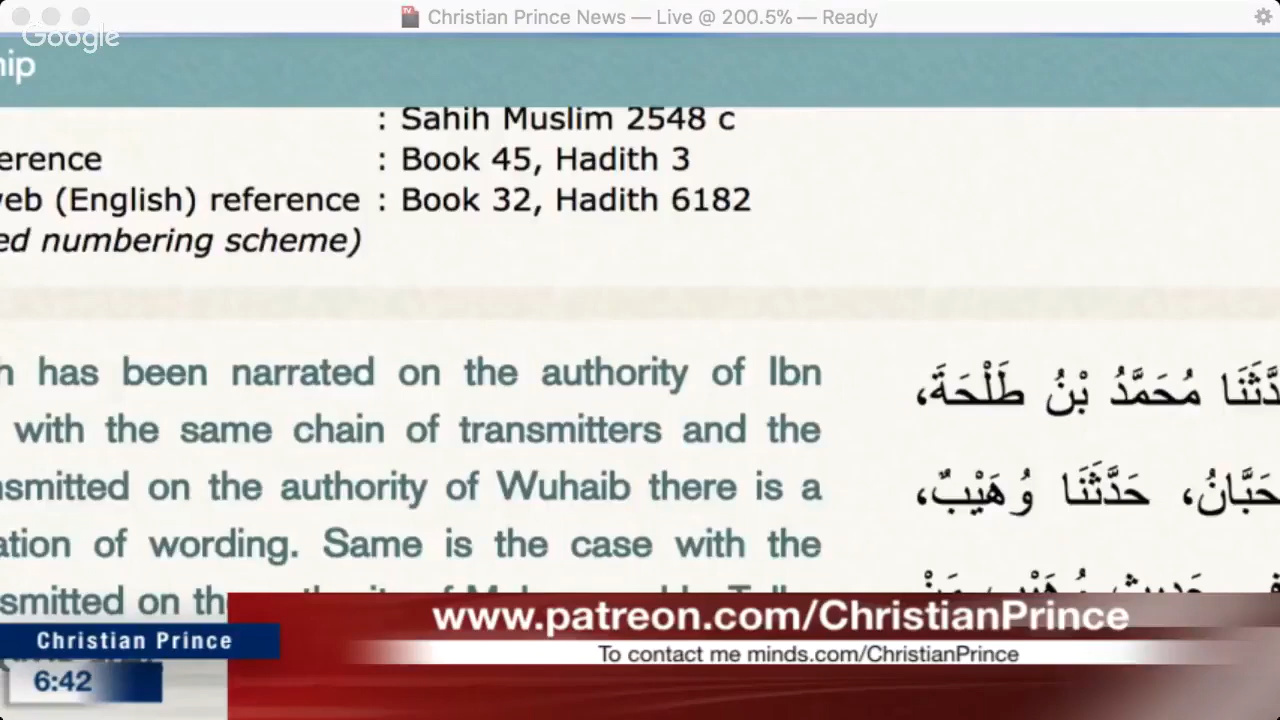 Christian Prince News — Live @ 200.5% — Ready
Google
hip
: Sahih Muslim 2548 c
erence : Book 45, Hadith 3
web (English) reference : Book 32, Hadith 6182
ed numbering scheme)
h has been narrated on the authority of Ibn
with the same chain of transmitters and the
nsmitted on the authority of Wuhaib there is a
ation of wording. Same is the case with the
smitted on the
دَّثَنَا مُحَمَّدُ بْنُ طَلْحَةَ،
حَبَّانُ، حَدَّثَنَا وُهَيْبٌ،
www.patreon.com/ChristianPrince
Christian Prince
To contact me minds.com/ChristianPrince
6:42